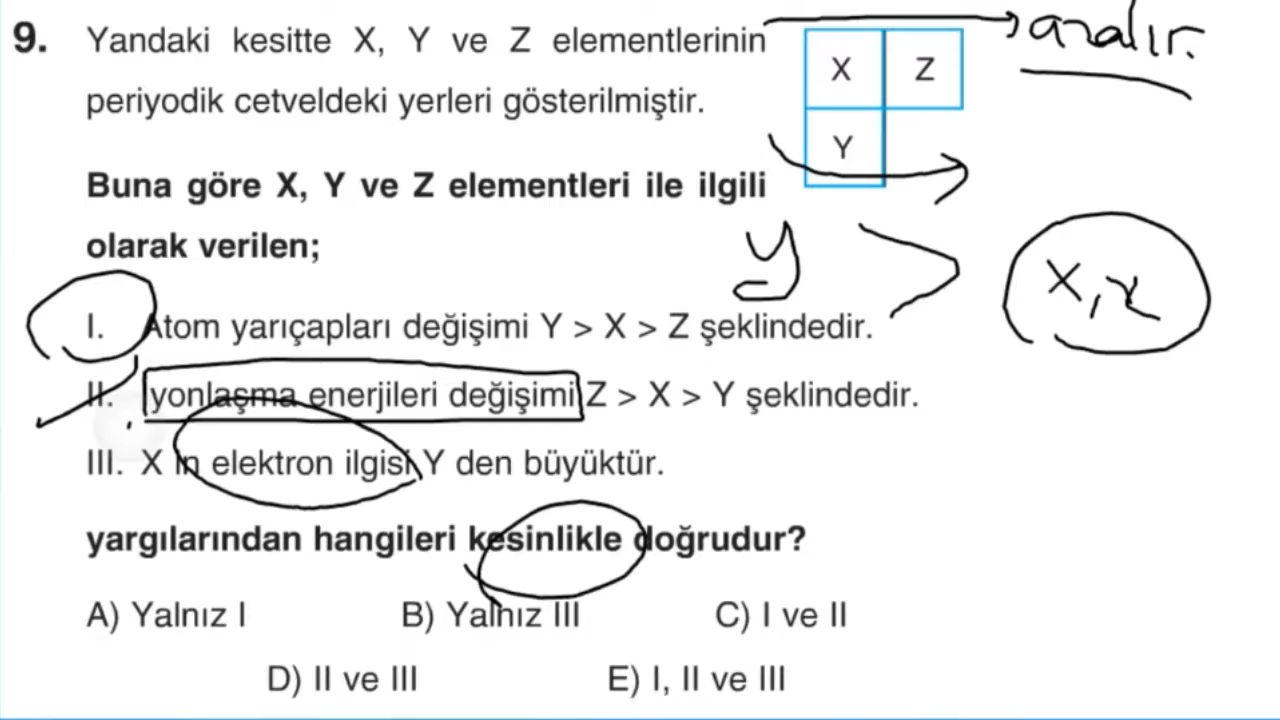 9. Yandaki kesitte X, Y ve Z elementlerinin
periyodik cetveldeki yerleri gösterilmiştir.
X Z
Y
azalır.
Buna göre X, Y ve Z elementleri ile ilgili
olarak verilen;
y > X, Z
I. Atom yarıçapları değişimi Y > X > Z şeklindedir.
II. İyonlaşma enerjileri değişimi Z > X > Y şeklindedir.
III. X in elektron ilgisi Y den büyüktür.
yargılarından hangileri kesinlikle doğrudur?
A) Yalnız I B) Yalnız III C) I ve II
D) II ve III E) I, II ve III